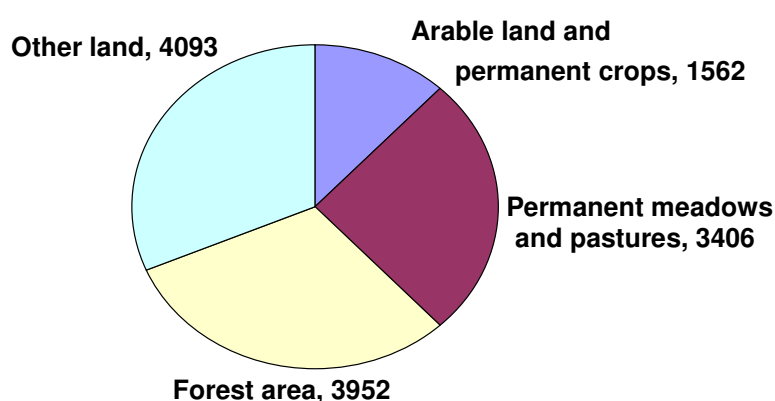 Other land, 4093
Arable land and
permanent crops, 1562
Permanent meadows
and pastures, 3406
Forest area, 3952